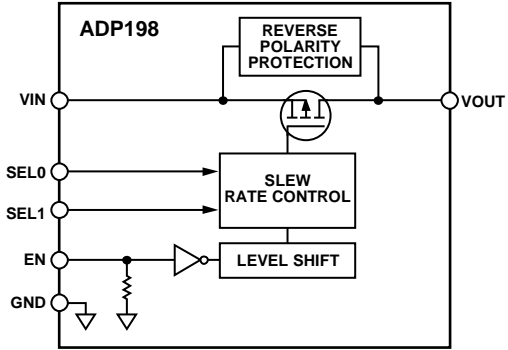 ADP198
REVERSE
POLARITY
PROTECTION
VIN
VOUT
SEL0
SLEW
RATE CONTROL
SEL1
EN
LEVEL SHIFT
GND